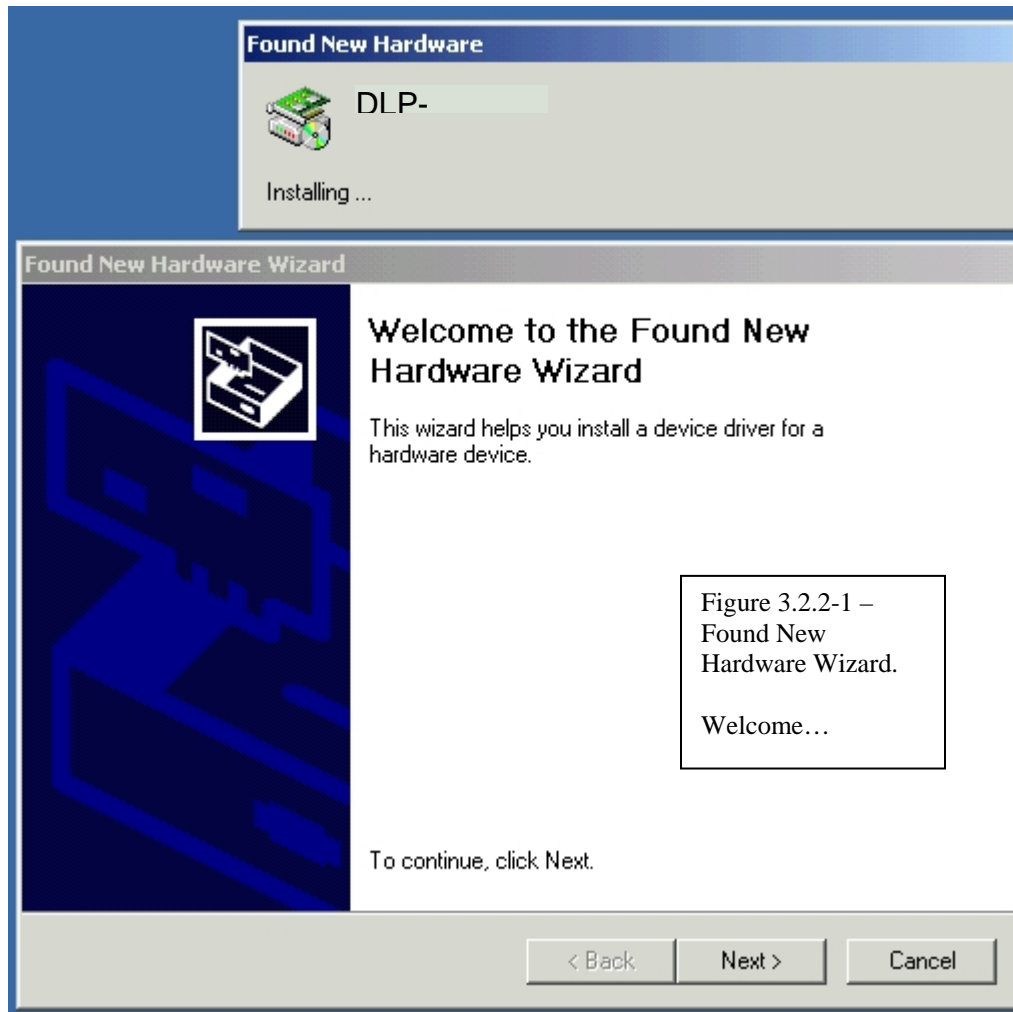 Found New Hardware
DLP-
Installing ...
Found New Hardware Wizard
Welcome to the Found New
Hardware Wizard
This wizard helps you install a device driver for a
hardware device.
Figure 3.2.2-1 –
Found New
Hardware Wizard.
Welcome…
To continue, click Next.
< Back
Next >
Cancel